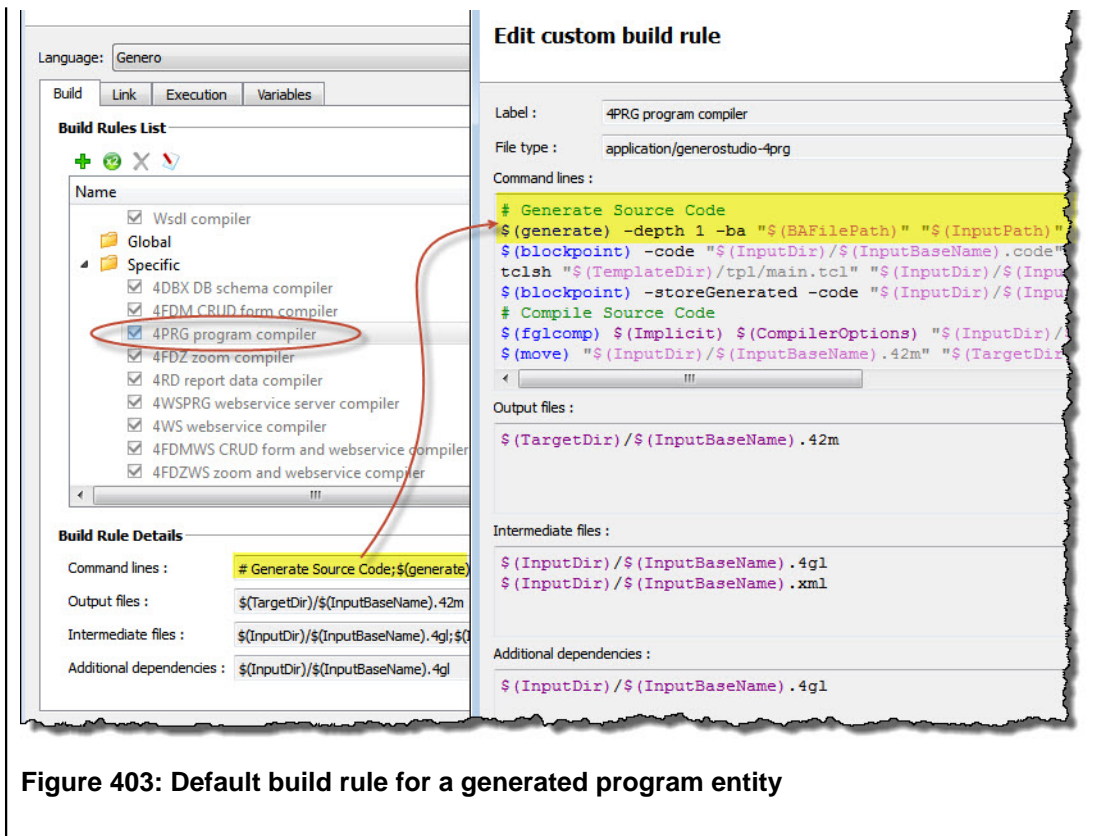 Language: Genero
Build Link Execution Variables
Build Rules List
Name
Wsdl compiler
Global
Specific
4DBX DB schema compiler
4FDM CRUD form compiler
4PRG program compiler
4FDZ zoom compiler
4RD report data compiler
4WSPRG webservice server compiler
4WS webservice compiler
4FDMWS CRUD form and webservice compiler
4FDZWS zoom and webservice compiler
Build Rule Details
Command lines : # Generate Source Code;$(generate)
Output files : $(TargetDir)/$(InputBaseName).42m
Intermediate files : $(InputDir)/$(InputBaseName).4gl;$(I
Additional dependencies : $(InputDir)/$(InputBaseName).4gl
Edit custom build rule
Label : 4PRG program compiler
File type : application/generostudio-4prg
Command lines :
# Generate Source Code
$(generate) -depth 1 -ba "$(BAFilePath)" "$(InputPath)"
$(blockpoint) -code "$(InputDir)/$(InputBaseName).code"
tclsh "$(TemplateDir)/tpl/main.tcl" "$(InputDir)/$(Inpu
$(blockpoint) -storeGenerated -code "$(InputDir)/$(Inpu
# Compile Source Code
$(fglcomp) $(Implicit) $(CompilerOptions) "$(InputDir)/
$(move) "$(InputDir)/$(InputBaseName).42m" "$(TargetDir
Output files :
$(TargetDir)/$(InputBaseName).42m
Intermediate files :
$(InputDir)/$(InputBaseName).4gl
$(InputDir)/$(InputBaseName).xml
Additional dependencies :
$(InputDir)/$(InputBaseName).4gl
Figure 403: Default build rule for a generated program entity